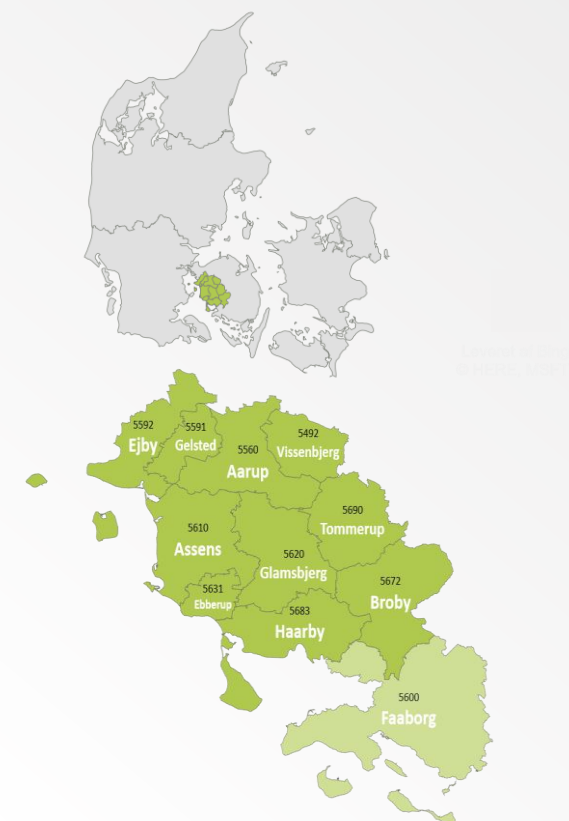 5592
Ejby
5591
Gelsted
5560
Aarup
5492
Vissenbjerg
5690
Tommerup
5610
Assens
5620
Glamsbjerg
5631
Ebberup
5672
Broby
5683
Haarby
5600
Faaborg